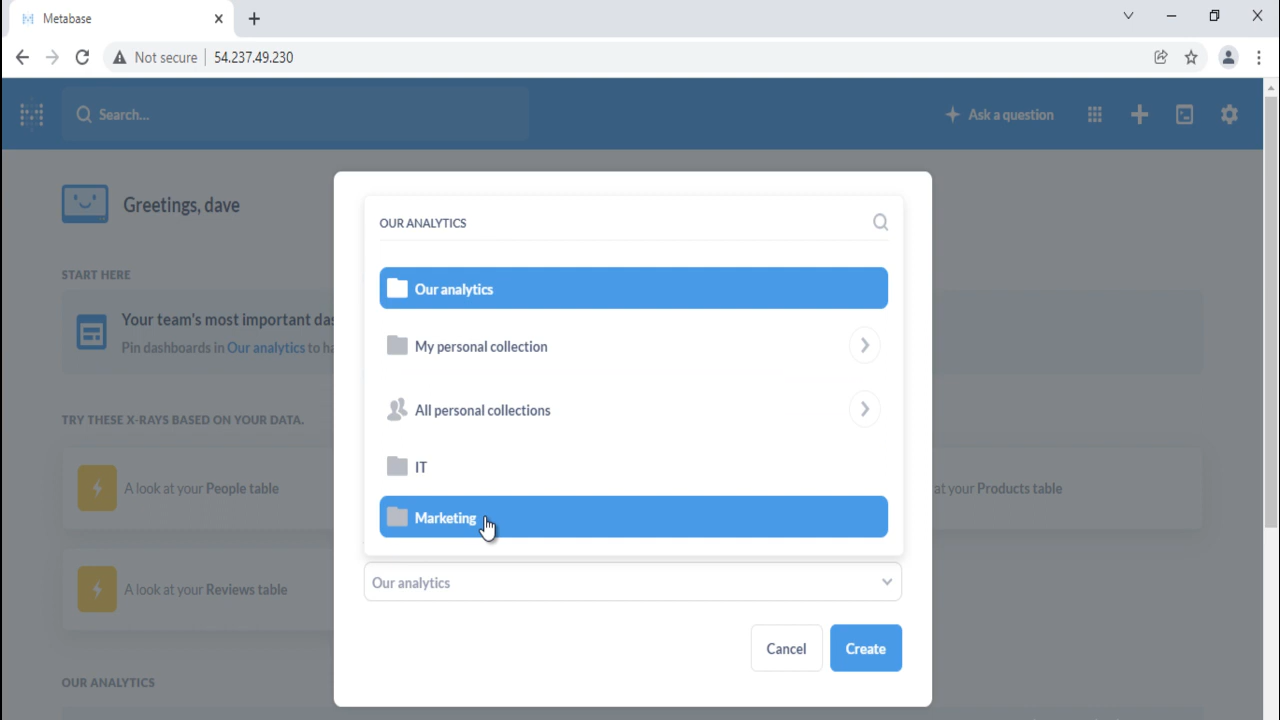 Metabase
Not secure
54.237.49.230
Search...
Ask a question
Greetings, dave
START HERE
Your team's most important das
Pin dashboards in Our analytics to ha
TRY THESE X-RAYS BASED ON YOUR DATA.
A look at your People table
at your Products table
A look at your Reviews table
OUR ANALYTICS
OUR ANALYTICS
Our analytics
My personal collection
All personal collections
IT
Marketing
Our analytics
Cancel
Create